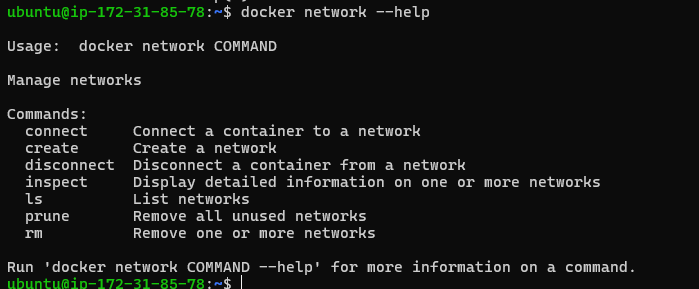 ubuntu@ip-172-31-85-78:~$ docker network --help
Usage:  docker network COMMAND
Manage networks
Commands:
  connect     Connect a container to a network
  create      Create a network
  disconnect  Disconnect a container from a network
  inspect     Display detailed information on one or more networks
  ls          List networks
  prune       Remove all unused networks
  rm          Remove one or more networks
Run 'docker network COMMAND --help' for more information on a command.
ubuntu@ip-172-31-85-78:~$